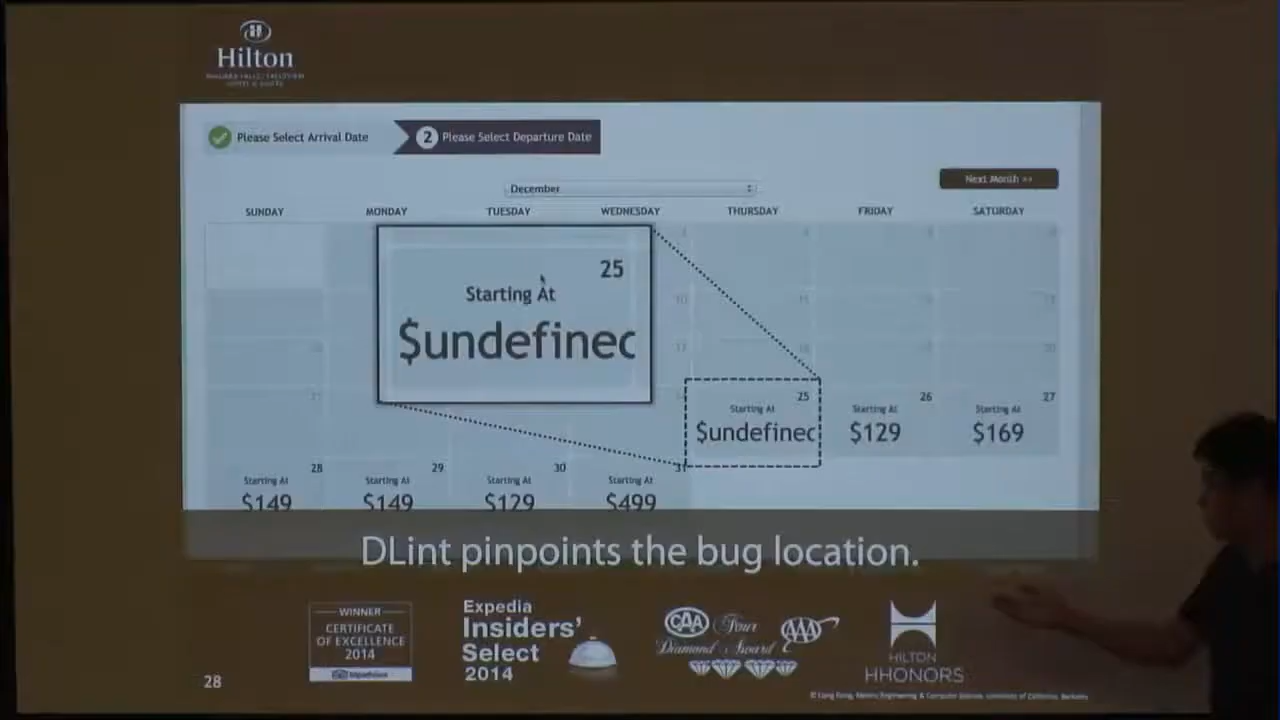 Hilton
Please Select Arrival Date
2 Please Select Departure Date
December
Next Month >>
SUNDAY MONDAY TUESDAY WEDNESDAY THURSDAY FRIDAY SATURDAY
25
Starting At
$undefinec
25 26 27
Starting At Starting At Starting At
$undefinec $129 $169
28 29 30 31
Starting At Starting At Starting At Starting At
$149 $149 $129 $499
DLint pinpoints the bug location.
WINNER
CERTIFICATE
OF EXCELLENCE
2014
Expedia
Insiders'
Select
2014
CAA Four AAA
Diamond Award
HILTON
HHONORS
28